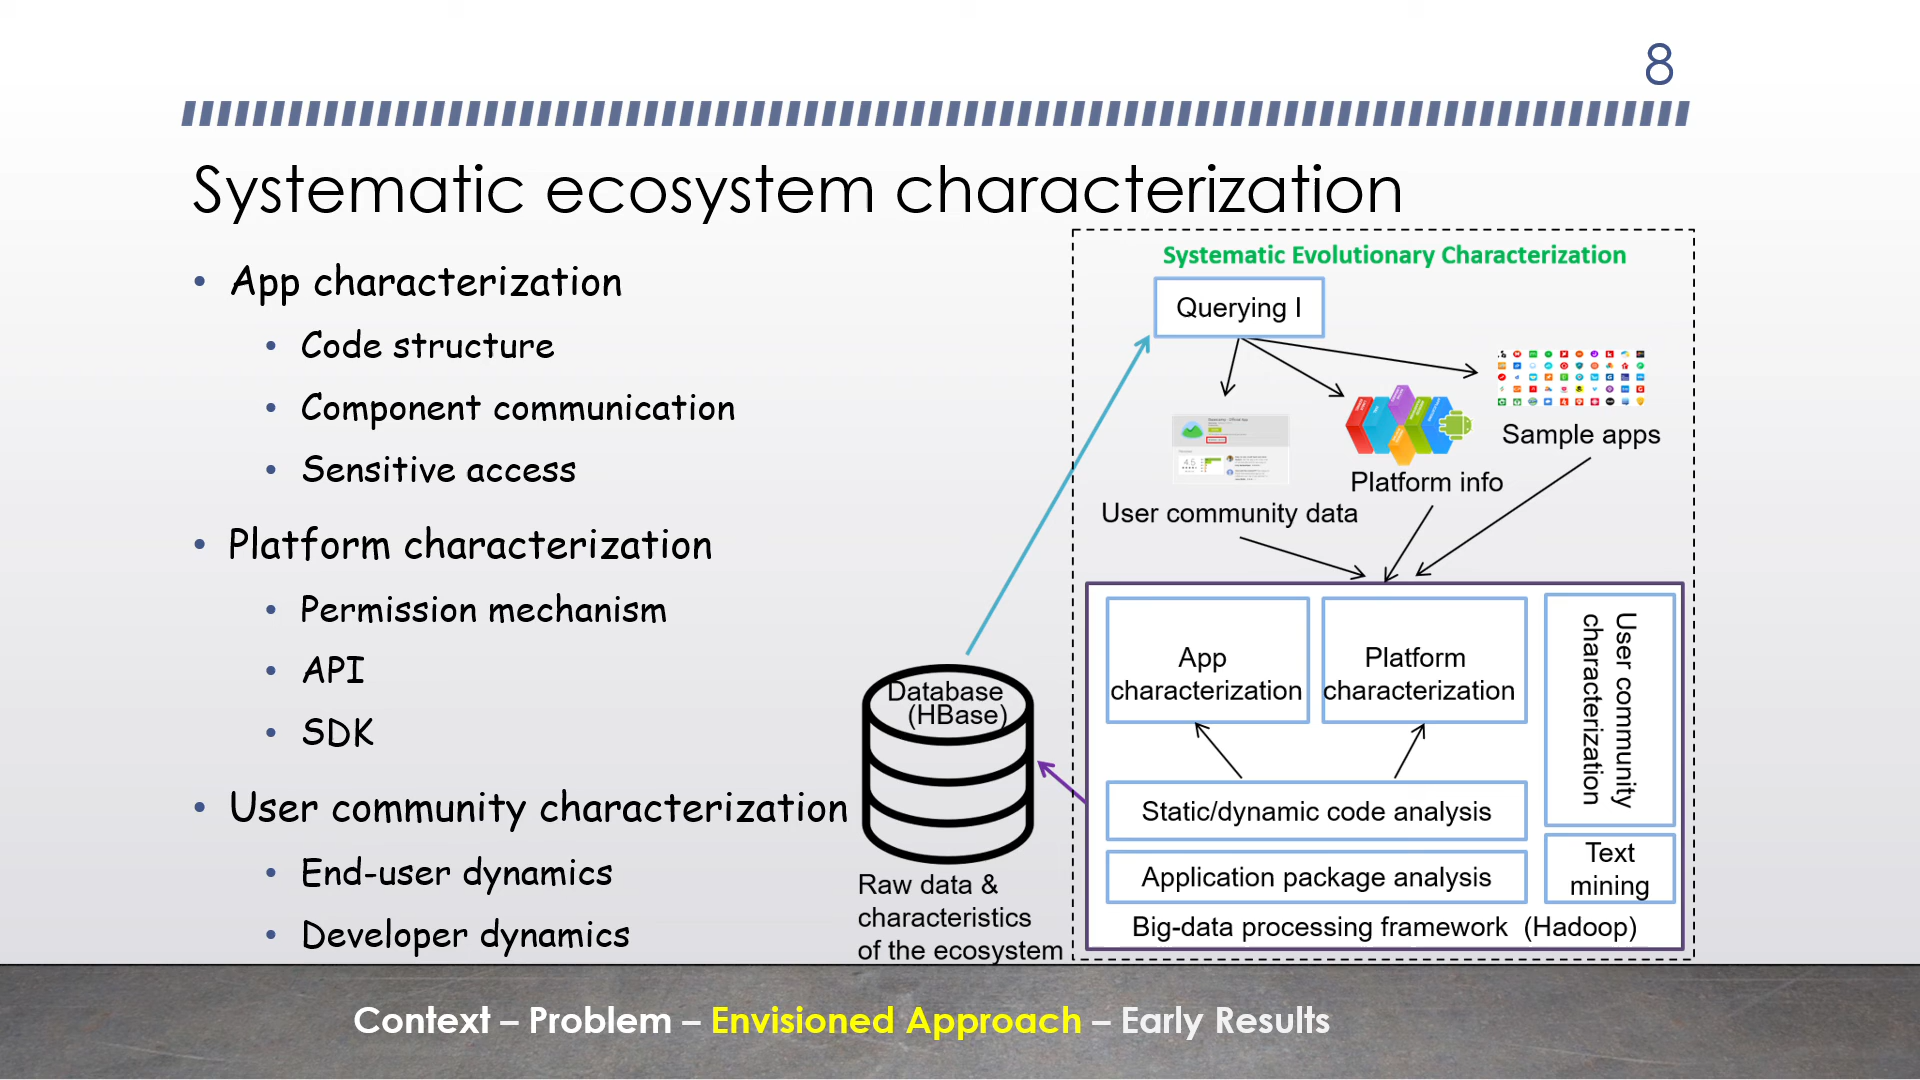 8
Systematic ecosystem characterization
• App characterization
• Code structure
• Component communication
• Sensitive access
• Platform characterization
• Permission mechanism
• API
• SDK
• User community characterization
• End-user dynamics
• Developer dynamics
Systematic Evolutionary Characterization
Querying I
Sample apps
Platform info
User community data
App
characterization
Platform
characterization
User community
characterization
Static/dynamic code analysis
Application package analysis
Text
mining
Big-data processing framework (Hadoop)
Database
(HBase)
Raw data &
characteristics
of the ecosystem
Context – Problem – Envisioned Approach – Early Results